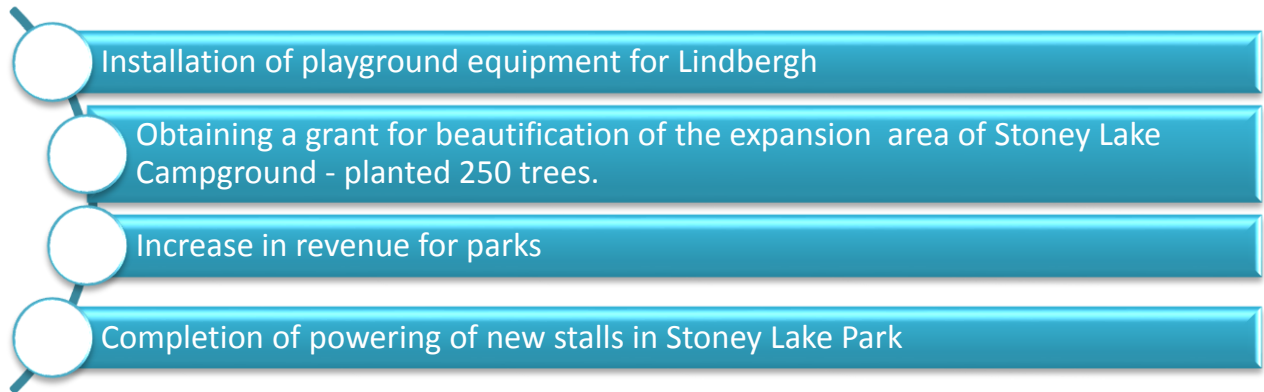 Installation of playground equipment for Lindbergh
Obtaining a grant for beautification of the expansion area of Stoney Lake
Campground - planted 250 trees.
Increase in revenue for parks
Completion of powering of new stalls in Stoney Lake Park